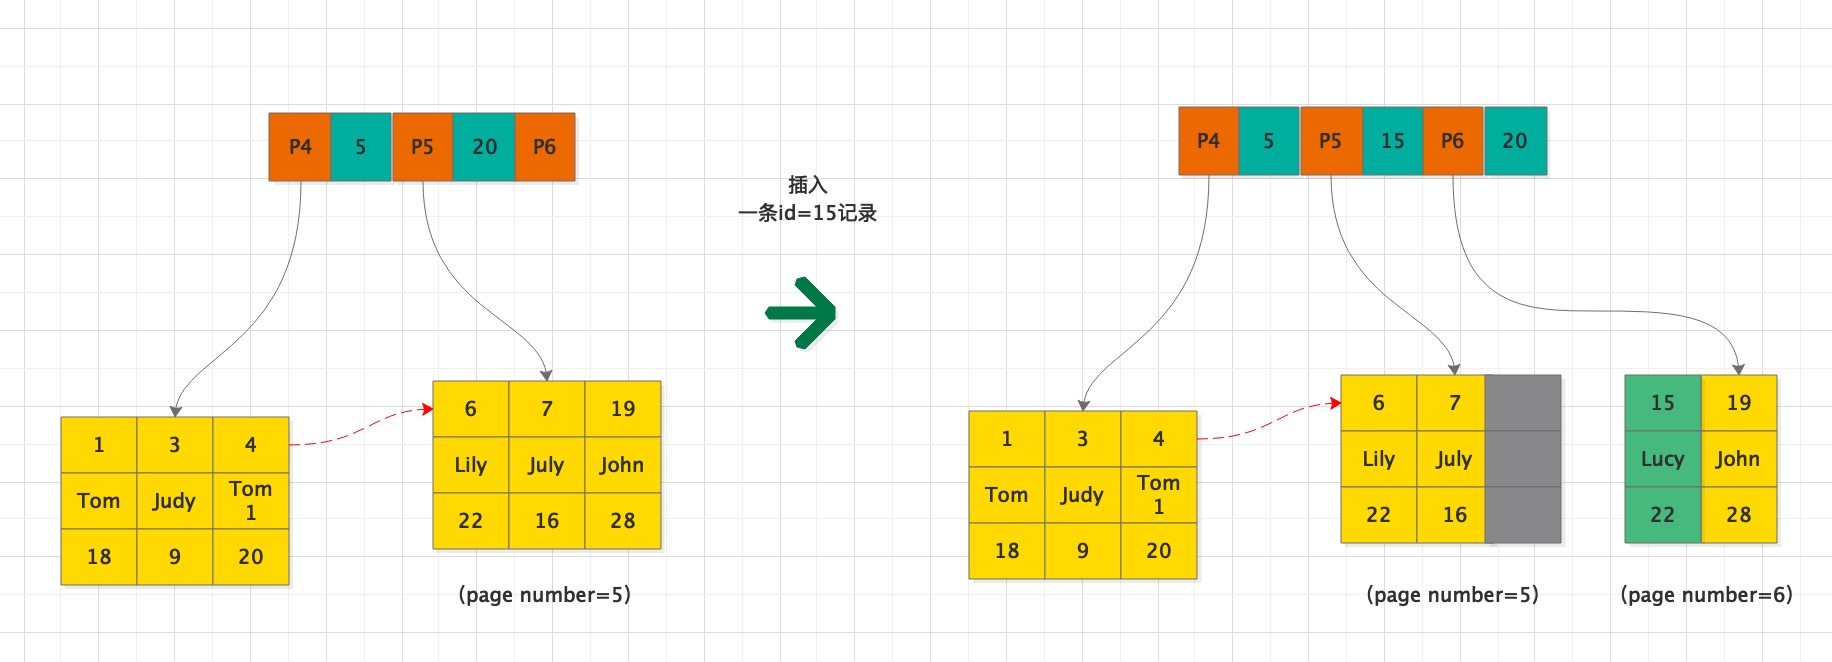 P4 5 P5 20 P6
1 3 4
Tom Judy Tom
1
18 9 20
6 7 19
Lily July John
22 16 28
(page number=5)
插入
一条id=15记录
P4 5 P5 15 P6 20
1 3 4
Tom Judy Tom
1
18 9 20
6 7
Lily July
22 16
(page number=5)
15 19
Lucy John
22 28
(page number=6)